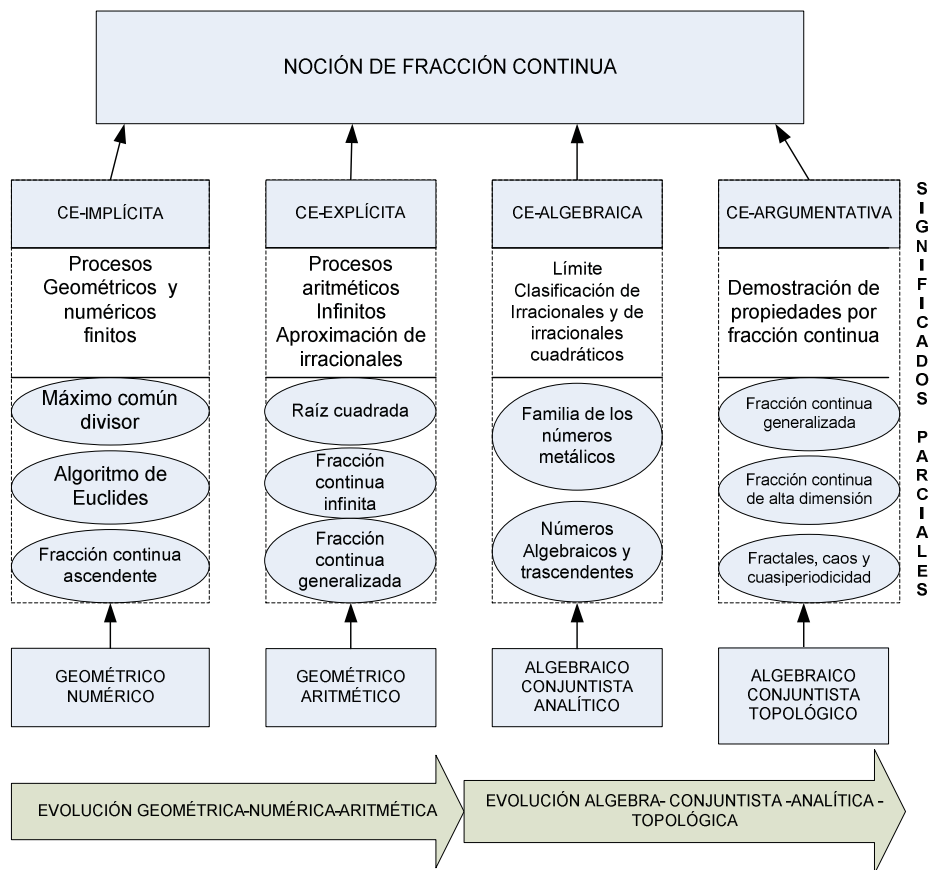 NOCIÓN DE FRACCIÓN CONTINUA
CE-IMPLÍCITA
Procesos
Geométricos y
numéricos
finitos
Máximo común
divisor
Algoritmo de
Euclides
Fracción continua
ascendente
GEOMÉTRICO
NUMÉRICO
CE-EXPLÍCITA
Procesos
aritméticos
Infinitos
Aproximación de
irracionales
Raíz cuadrada
Fracción
continua
infinita
Fracción
continua
generalizada
GEOMÉTRICO
ARITMÉTICO
CE-ALGEBRAICA
Límite
Clasificación de
Irracionales y de
irracionales
cuadráticos
Familia de los
números
metálicos
Números
Algebraicos y
trascendentes
ALGEBRAICO
CONJUNTISTA
ANALÍTICO
CE-ARGUMENTATIVA
Demostración de
propiedades por
fracción continua
Fracción continua
generalizada
Fracción continua
de alta dimensión
Fractales, caos y
cuasiperiodicidad
ALGEBRAICO
CONJUNTISTA
TOPOLÓGICO
SIGNIFICADOS PARCIALES
EVOLUCIÓN GEOMÉTRICA-NUMÉRICA-ARITMÉTICA
EVOLUCIÓN ALGEBRA- CONJUNTISTA -ANALÍTICA -
TOPOLÓGICA